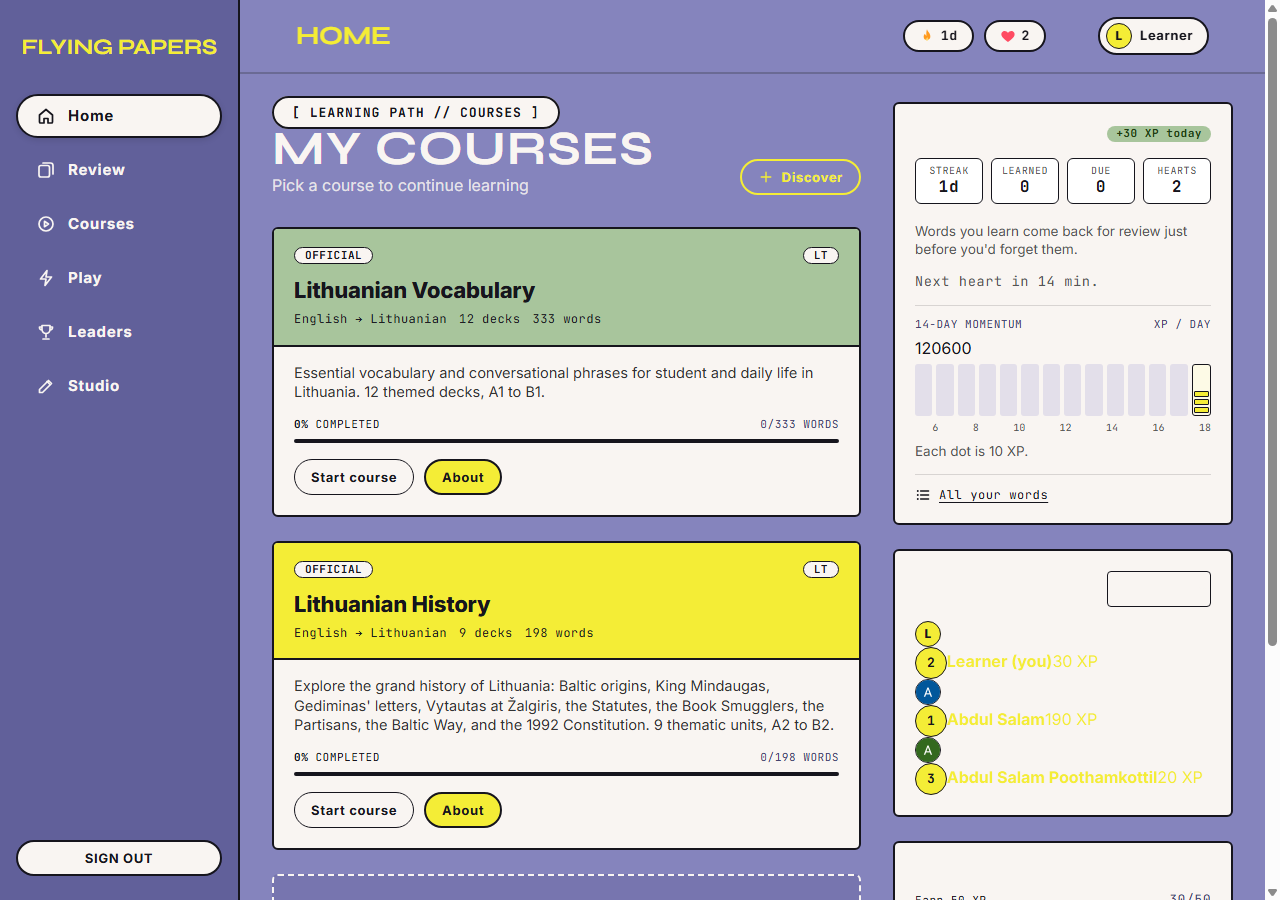 FLYING PAPERS
Home
Review
Courses
Play
Leaders
Studio
SIGN OUT
HOME
1d
2
L
Learner
[ LEARNING PATH // COURSES ]
MY COURSES
Pick a course to continue learning
+ Discover
OFFICIAL
LT
Lithuanian Vocabulary
English → Lithuanian 12 decks 333 words
Essential vocabulary and conversational phrases for student and daily life in
Lithuania. 12 themed decks, A1 to B1.
0% COMPLETED
0/333 WORDS
Start course
About
OFFICIAL
LT
Lithuanian History
English → Lithuanian 9 decks 198 words
Explore the grand history of Lithuania: Baltic origins, King Mindaugas,
Gediminas' letters, Vytautas at Žalgiris, the Statutes, the Book Smugglers, the
Partisans, the Baltic Way, and the 1992 Constitution. 9 thematic units, A2 to B2.
0% COMPLETED
0/198 WORDS
Start course
About
+30 XP today
STREAK
1d
LEARNED
0
DUE
0
HEARTS
2
Words you learn come back for review just
before you'd forget them.
Next heart in 14 min.
14-DAY MOMENTUM
XP / DAY
120600
6 8 10 12 14 16 18
Each dot is 10 XP.
All your words
L
2 Learner (you)30 XP
A
1 Abdul Salam190 XP
A
3 Abdul Salam Poothamkottil20 XP
Earn 50 XP
30/50